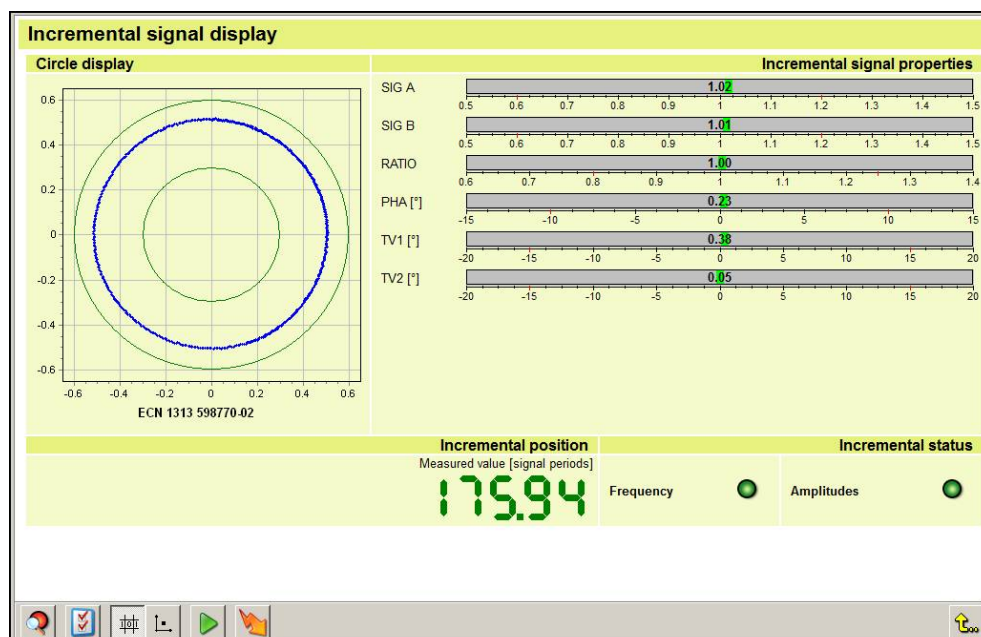 Incremental signal display
Circle display
Incremental signal properties
0.6
0.4
0.2
0
-0.2
-0.4
-0.6
-0.6 -0.4 -0.2 0 0.2 0.4 0.6
ECN 1313 598770-02
SIG A 1.02
0.5 0.6 0.7 0.8 0.9 1 1.1 1.2 1.3 1.5
SIG B 1.01
0.5 0.6 0.7 0.8 0.9 1 1.1 1.2 1.3 1.5
RATIO 1.00
0.6 0.7 0.8 0.9 1 1.1 1.2 1.3 1.4
PHA [°] 0.23
-15 -10 -5 0 5 10 15
TV1 [°] 0.38
-20 -15 -10 -5 0 5 10 15 20
TV2 [°] 0.05
-20 -15 -10 -5 0 5 10 15 20
Incremental position
Measured value [signal periods]
175.94
Incremental status
Frequency
Amplitudes